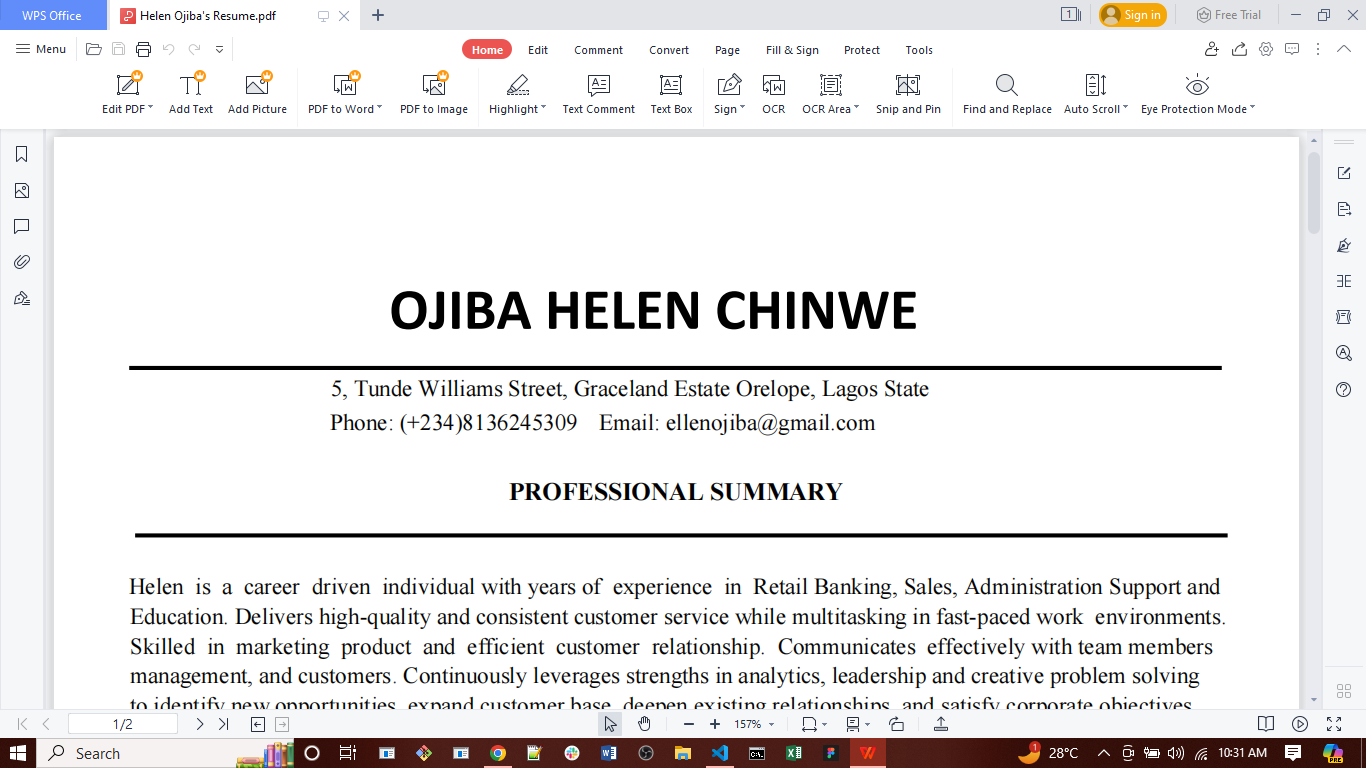 WPS Office
Helen Ojiba's Resume.pdf
1
Sign in
Free Trial
Menu
Home
Edit
Comment
Convert
Page
Fill & Sign
Protect
Tools
Edit PDF
Add Text
Add Picture
PDF to Word
PDF to Image
Highlight
Text Comment
Text Box
Sign
OCR
OCR Area
Snip and Pin
Find and Replace
Auto Scroll
Eye Protection Mode
OJIBA HELEN CHINWE
5, Tunde Williams Street, Graceland Estate Orelope, Lagos State
Phone: (+234)8136245309 Email: ellenojiba@gmail.com
PROFESSIONAL SUMMARY
Helen is a career driven individual with years of experience in Retail Banking, Sales, Administration Support and
Education. Delivers high-quality and consistent customer service while multitasking in fast-paced work environments.
Skilled in marketing product and efficient customer relationship. Communicates effectively with team members
management, and customers. Continuously leverages strengths in analytics, leadership and creative problem solving
to identify new opportunities, expand customer base, deepen existing relationships, and satisfy corporate objectives
1/2
157%
Search
1
28°C
10:31 AM
PRE